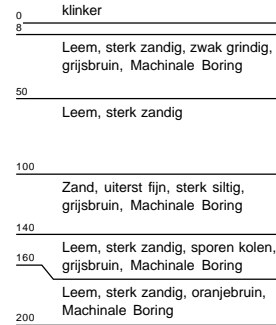 0
klinker
8
Leem, sterk zandig, zwak grindig,
grijsbruin, Machinale Boring
50
Leem, sterk zandig
100
Zand, uiterst fijn, sterk siltig,
grijsbruin, Machinale Boring
140
Leem, sterk zandig, sporen kolen,
grijsbruin, Machinale Boring
160
Leem, sterk zandig, oranjebruin,
Machinale Boring
200